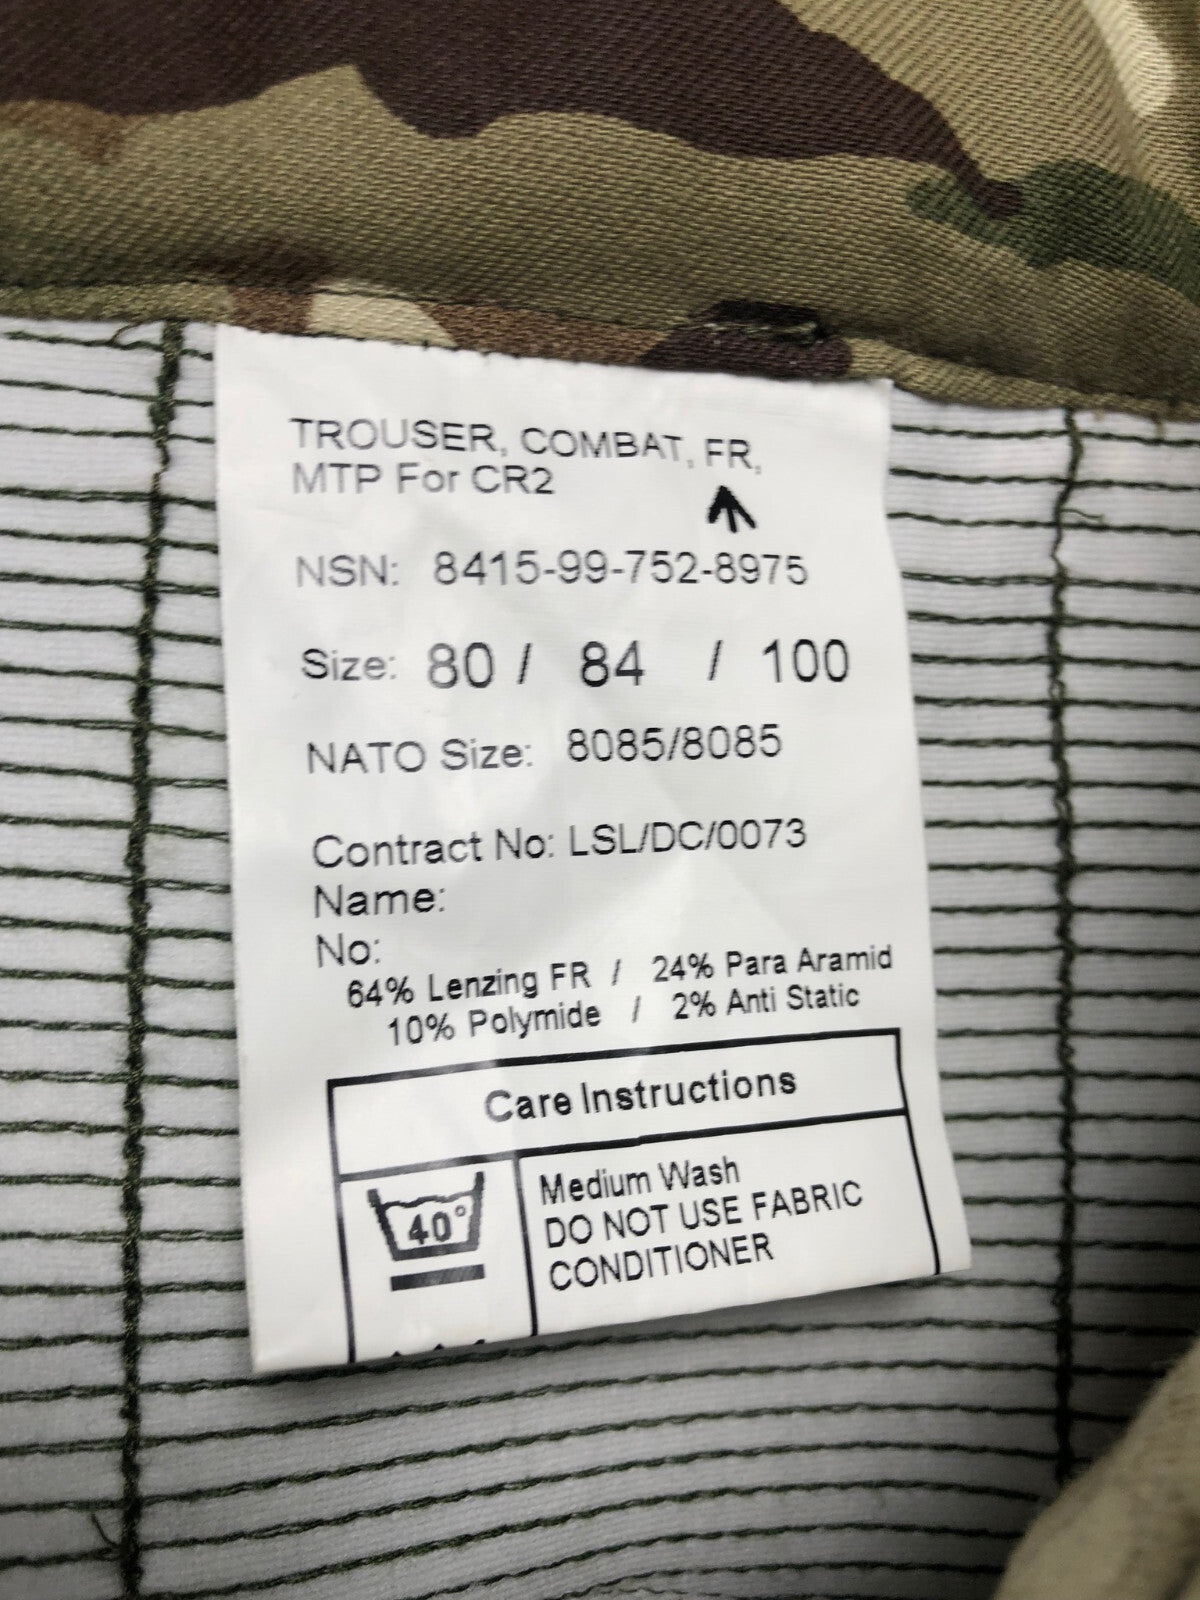 TROUSER, COMBAT, FR,
MTP For CR2
NSN: 8415-99-752-8975
Size: 80 / 84 / 100
NATO Size: 8085/8085
Contract No: LSL/DC/0073
Name:
No:
64% Lenzing FR / 24% Para Aramid
10% Polymide / 2% Anti Static
Care Instructions
40°
Medium Wash
DO NOT USE FABRIC
CONDITIONER